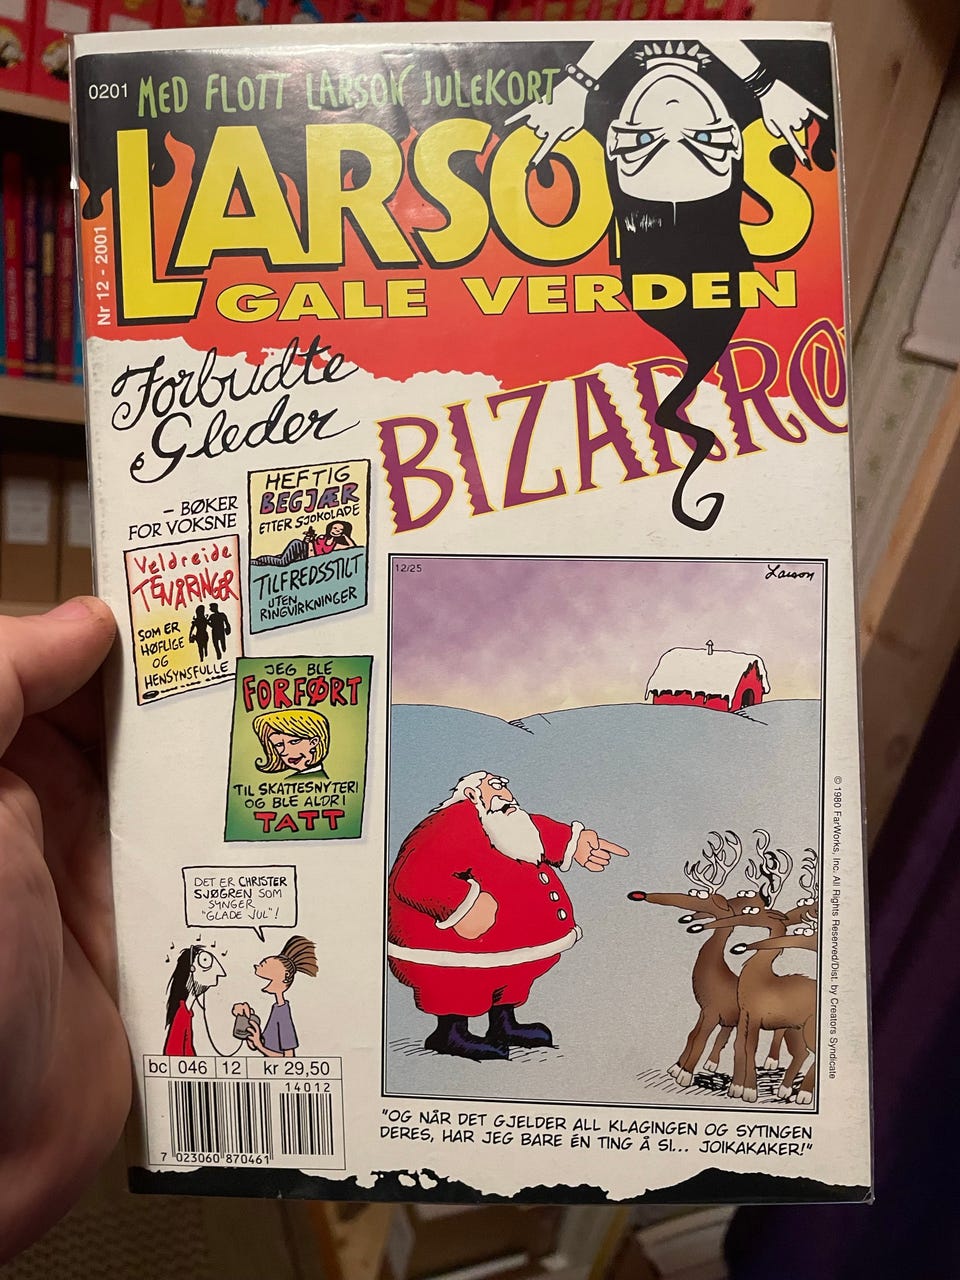 0201 MED FLOTT LARSON JULEKORT
LARSONS
GALE VERDEN
Nr 12 - 2001
Forbudte
Gleder
BIZARRO
– BØKER
FOR VOKSNE
HEFTIG
BEGJÆR
ETTER SJOKOLADE
TILFREDSSTILT
UTEN
RINGVIRKNINGER
Veldreide
TENÅRINGER
SOM ER
HØFLIGE
OG
HENSYNSFULLE
JEG BLE
FORFØRT
TIL SKATTESNYTERI
OG BLE ALDRI
TATT
12/25
Larson
© 1980 FarWorks, Inc. All Rights Reserved/Dist. by Creators Syndicate
DET ER CHRISTER
SJØGREN SOM
SYNGER
"GLADE JUL"!
bc 046 12 kr 29,50
14012
7 023060 870461
"OG NÅR DET GJELDER ALL KLAGINGEN OG SYTINGEN
DERES, HAR JEG BARE ÉN TING Å SI... JOIKAKAKER!"